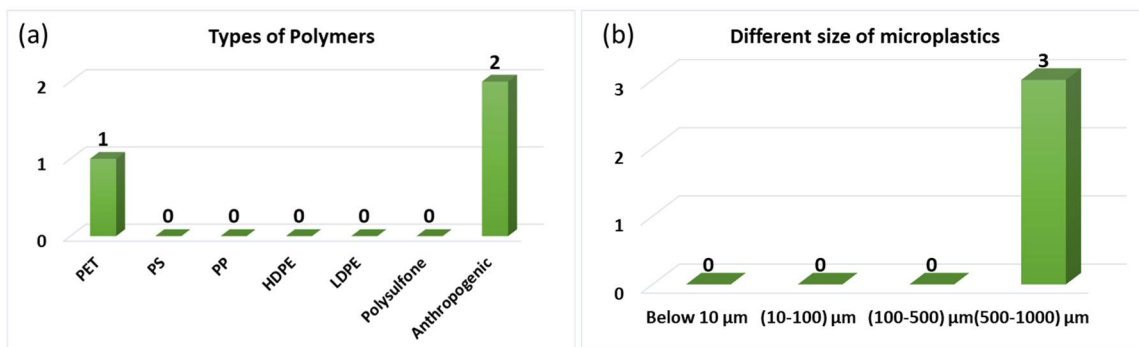 (a)
Types of Polymers
2
1
0
1
0
0
0
0
0
2
PET
PS
PP
HDPE
LDPE
Polysulfone
Anthropogenic
(b)
Different size of microplastics
3
2
1
0
0
0
0
3
Below 10 µm
(10-100) µm
(100-500) µm
(500-1000) µm